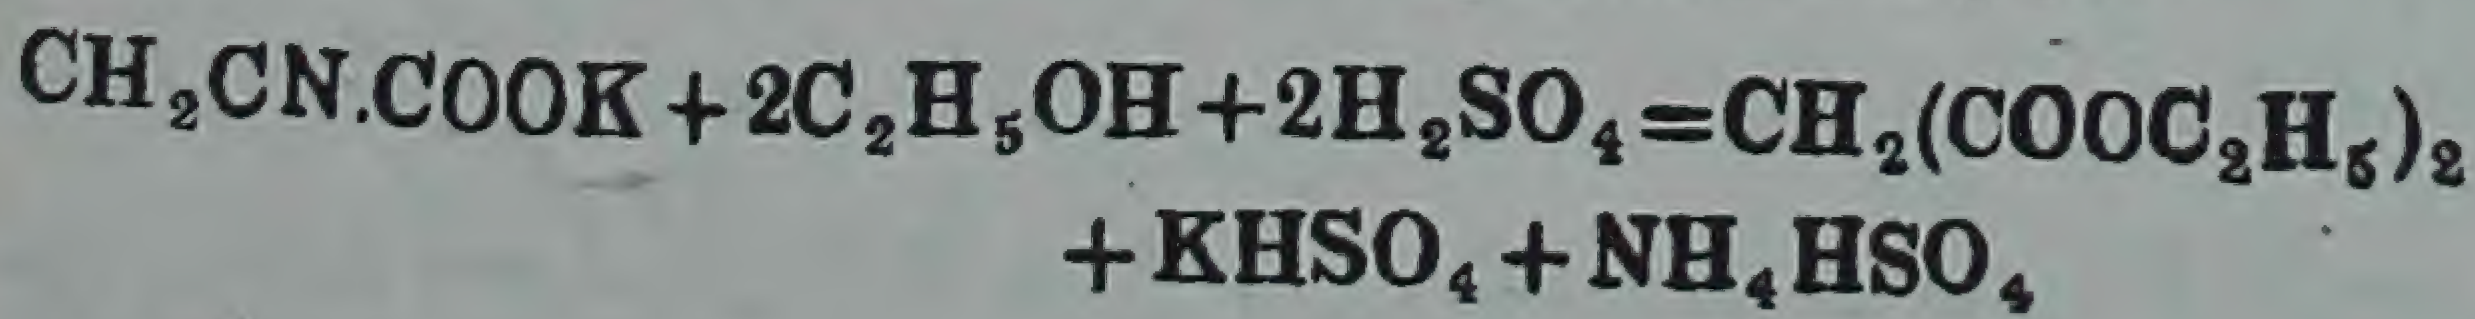 CH₂CN.COOK+2C₂H₅OH+2H₂SO₄=CH₂(COOC₂H₅)₂
+KHSO₄+NH₄HSO₄